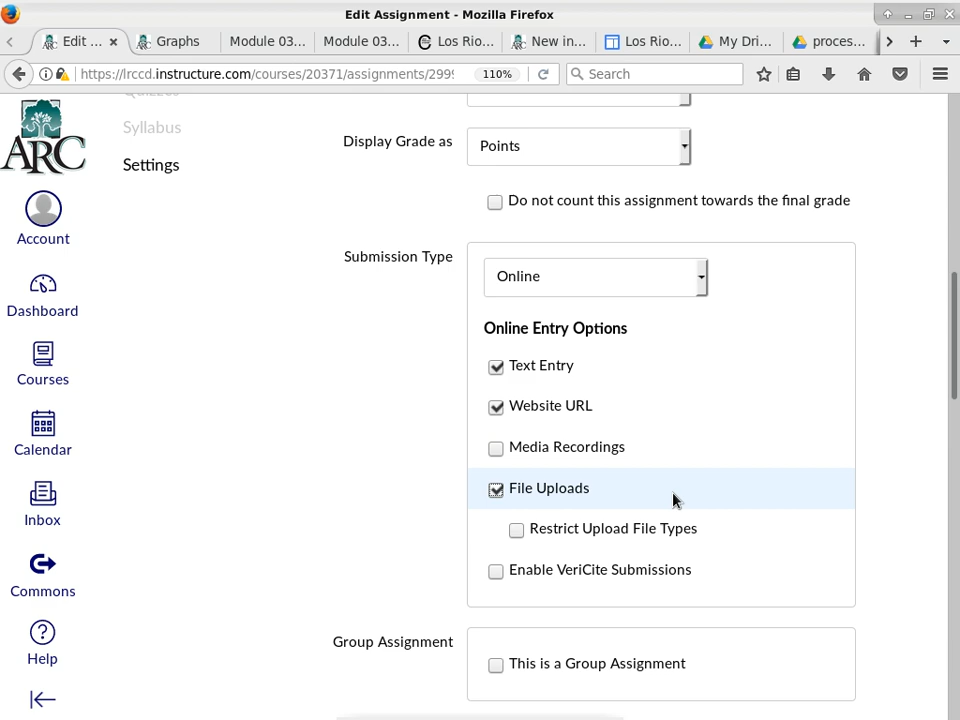 Edit Assignment - Mozilla Firefox
Edit ...
Graphs
Module 03...
Module 03...
Los Rio...
New in...
Los Rio...
My Dri...
proces...
https://lrccd.instructure.com/courses/20371/assignments/299
110%
Search
Quizzes
ARC
Syllabus
Settings
Account
Dashboard
Courses
Calendar
Inbox
Commons
Help
Display Grade as
Points
Do not count this assignment towards the final grade
Submission Type
Online
Online Entry Options
Text Entry
Website URL
Media Recordings
File Uploads
Restrict Upload File Types
Enable VeriCite Submissions
Group Assignment
This is a Group Assignment